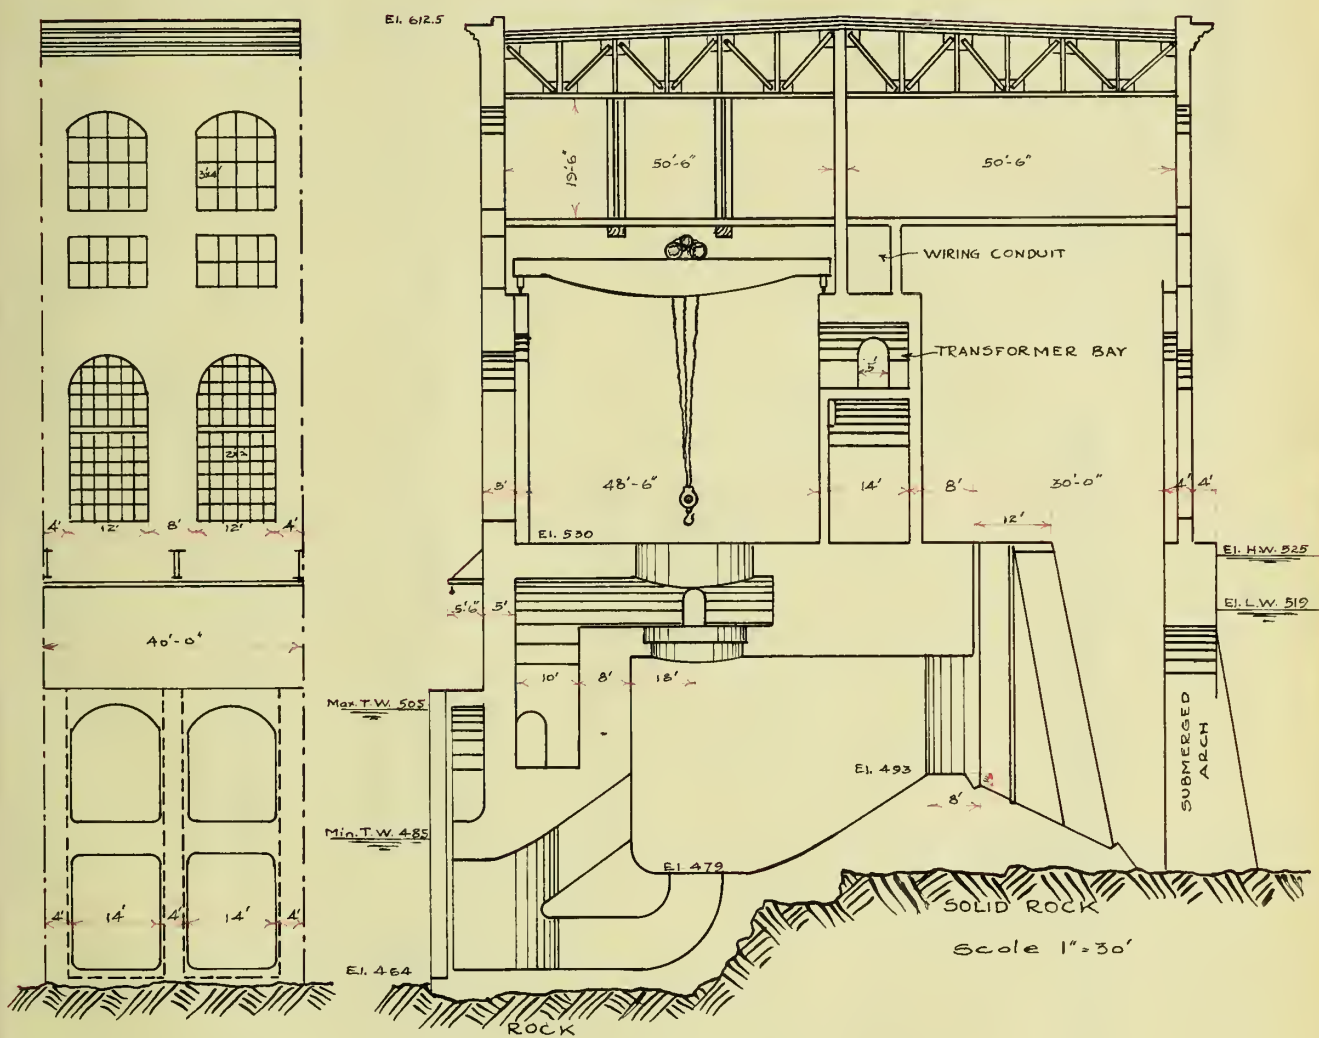 El. 612.5
3'x4'
19'-6"
50'-6"
50'-6"
WIRING CONDUIT
TRANSFORMER BAY
5'
2'x2'
48'-6"
14'
8'
30'-0"
4'
4'
4'
12'
8'
12'
4'
12'
El. 530
El. H.W. 525
El. L.W. 519
5'6"
5'
40'-0"
10'
8'
18'
Max. T.W. 505
El. 493
8'
SUBMERGED
ARCH
Min. T.W. 485
El. 479
4'
14'
4'
14'
4'
SOLID ROCK
Scale 1"=30'
El. 464
ROCK